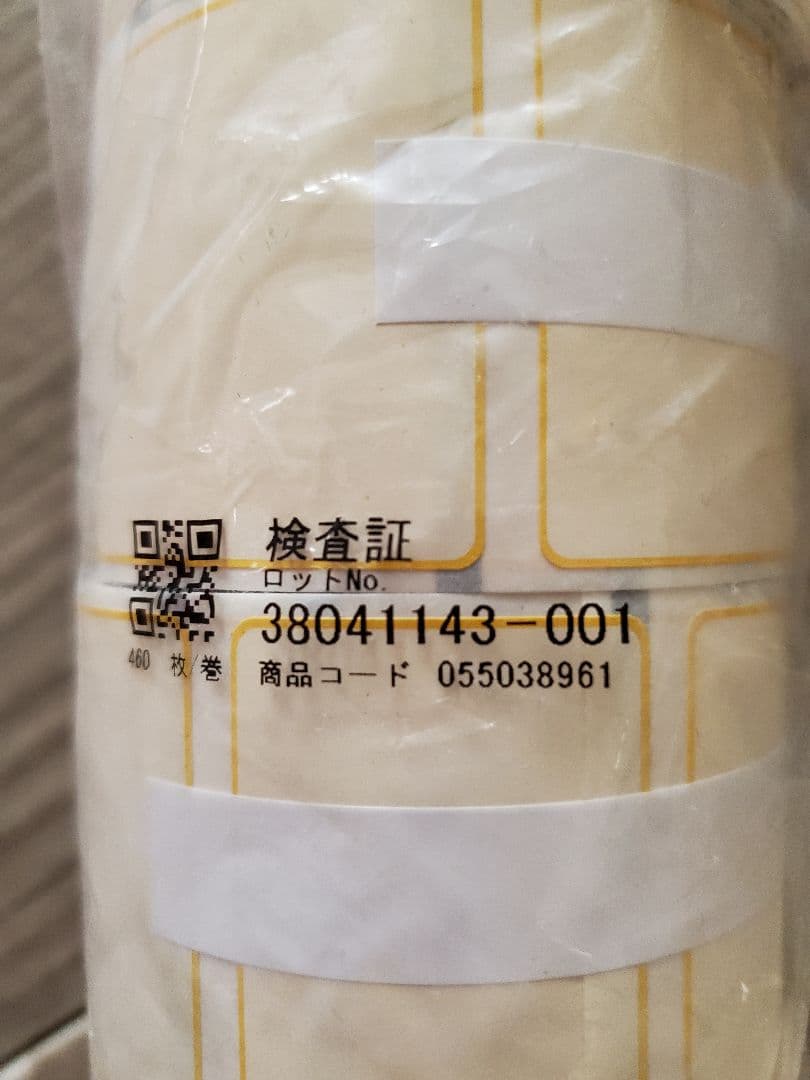 検査証
ロットNo.
38041143-001
460 枚/巻
商品コード 055038961